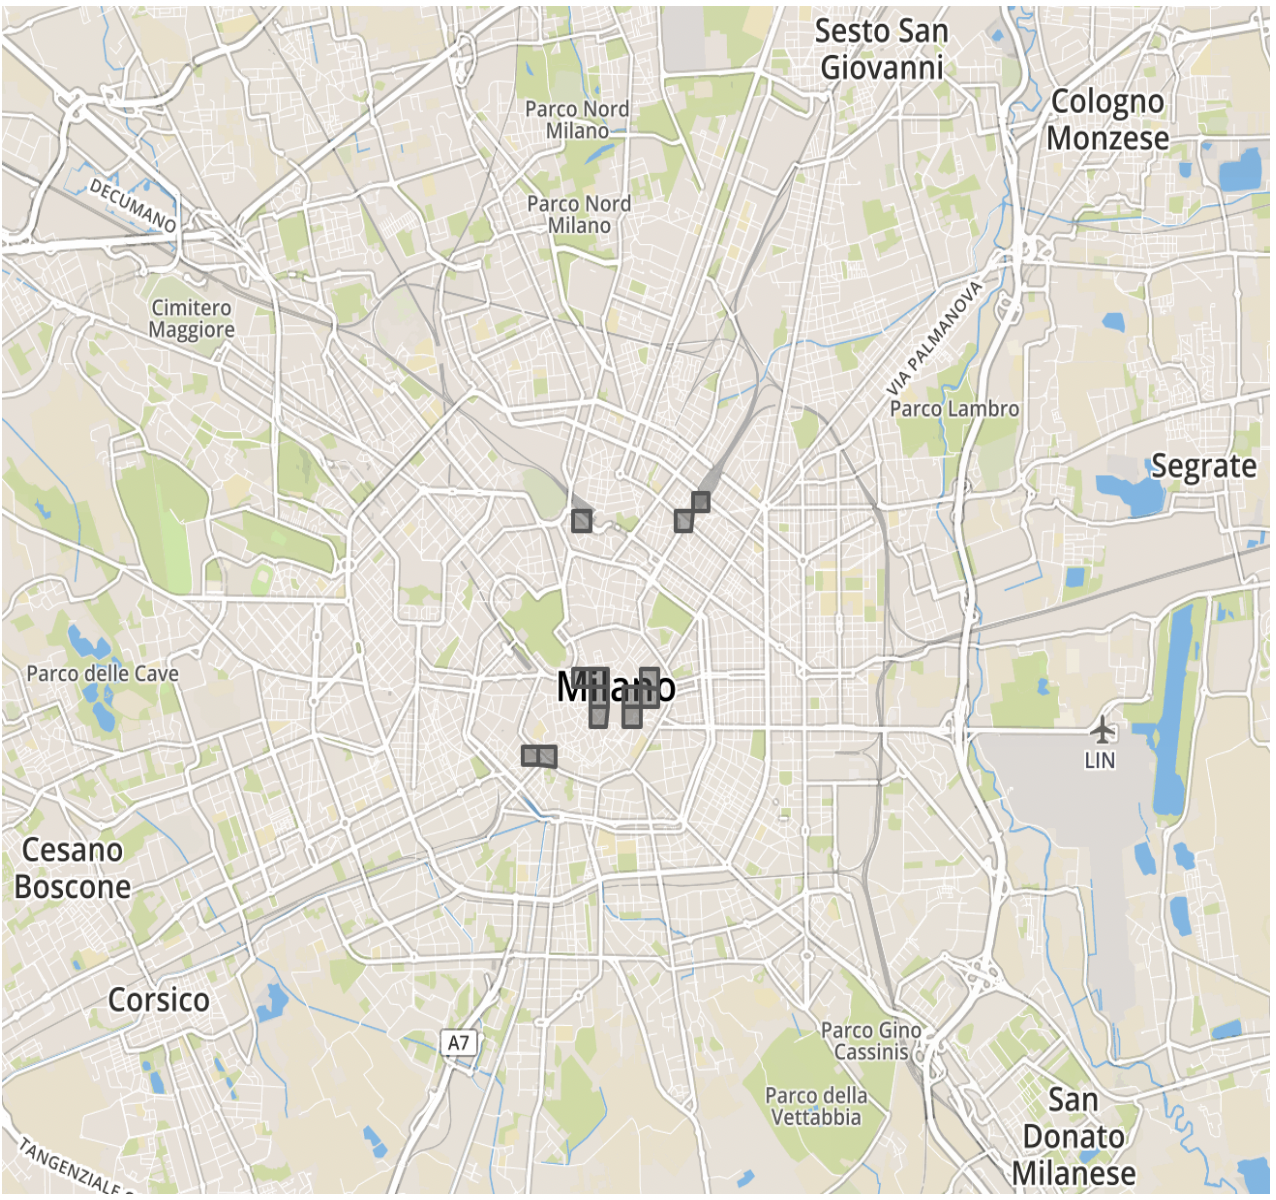 Sesto San
Giovanni
Cologno
Monzese
Parco Nord
Milano
DECUMANO
Parco Nord
Milano
Cimitero
Maggiore
VIA PALMANOVA
Parco Lambro
Segrate
Parco delle Cave
Milano
LIN
Cesano
Boscone
Corsico
A7
Parco Gino
Cassinis
Parco della
Vettabbia
San
Donato
Milanese
TANGENZIALE